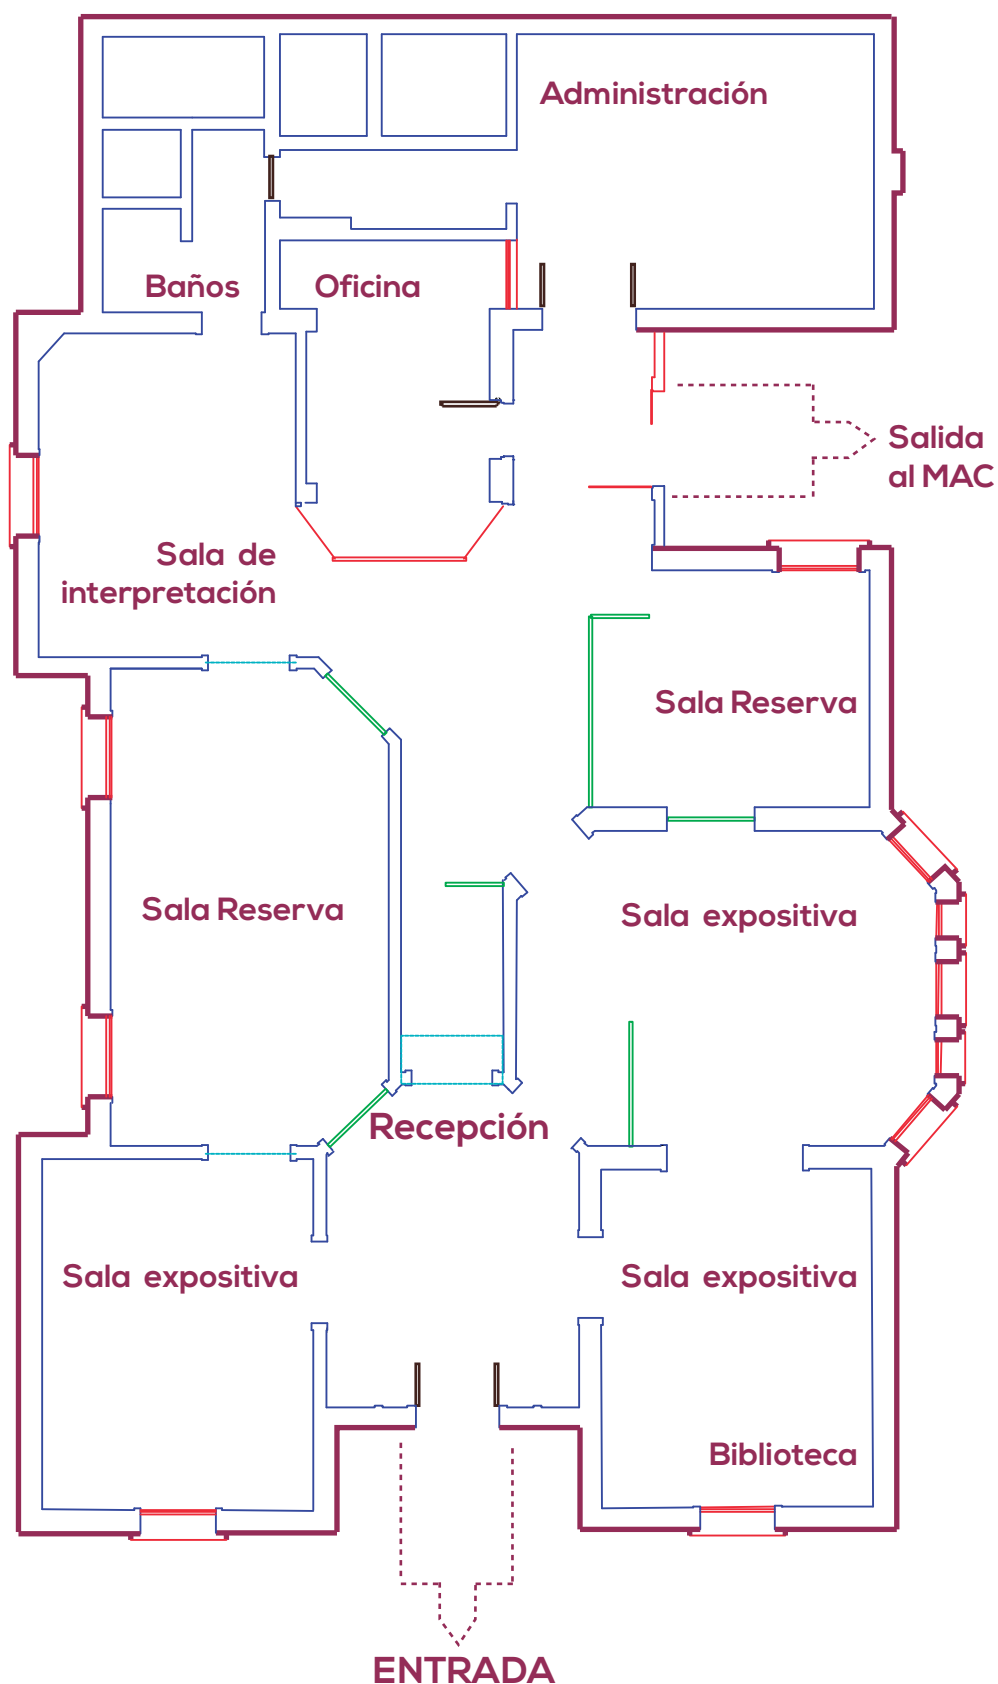 Administración
Baños
Oficina
Salida
al MAC
Sala de
interpretación
Sala Reserva
Sala Reserva
Sala expositiva
Recepción
Sala expositiva
Sala expositiva
Biblioteca
ENTRADA